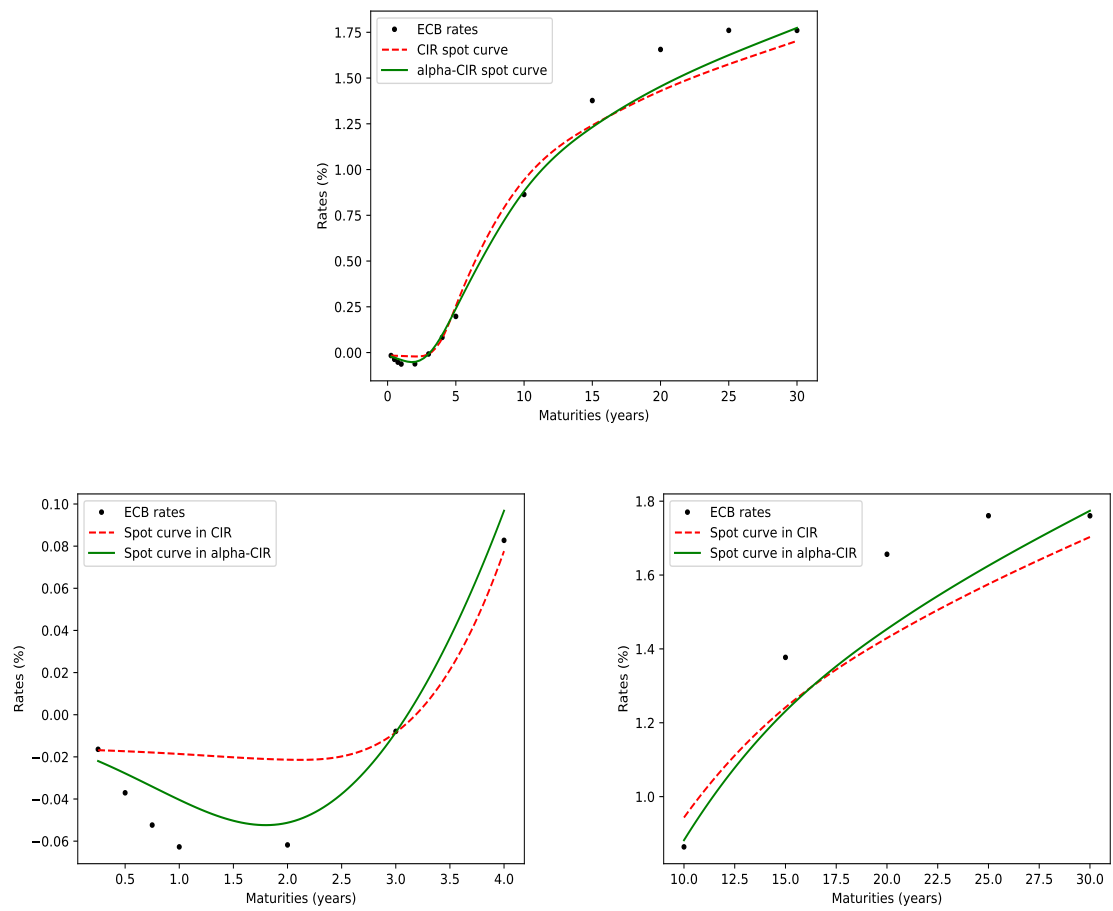 1.75
1.50
1.25
1.00
0.75
0.50
0.25
0.00
Rates (%)
ECB rates
CIR spot curve
alpha-CIR spot curve
0 5 10 15 20 25 30
Maturities (years)
0.10
0.08
0.06
0.04
0.02
0.00
−0.02
−0.04
−0.06
Rates (%)
ECB rates
Spot curve in CIR
Spot curve in alpha-CIR
0.5 1.0 1.5 2.0 2.5 3.0 3.5 4.0
Maturities (years)
1.8
1.6
1.4
1.2
1.0
Rates (%)
ECB rates
Spot curve in CIR
Spot curve in alpha-CIR
10.0 12.5 15.0 17.5 20.0 22.5 25.0 27.5 30.0
Maturities (years)